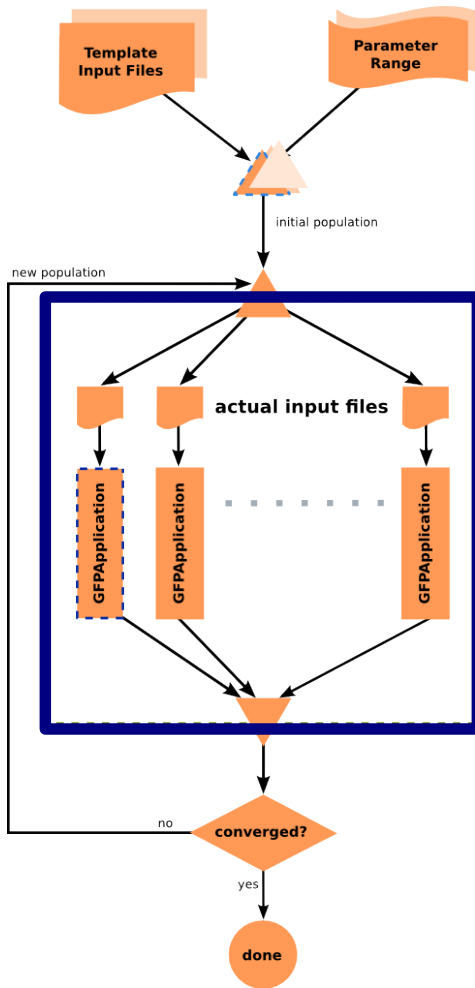 Template
Input Files
Parameter
Range
initial population
new population
actual input files
GFPApplication
GFPApplication
GFPApplication
no
converged?
yes
done